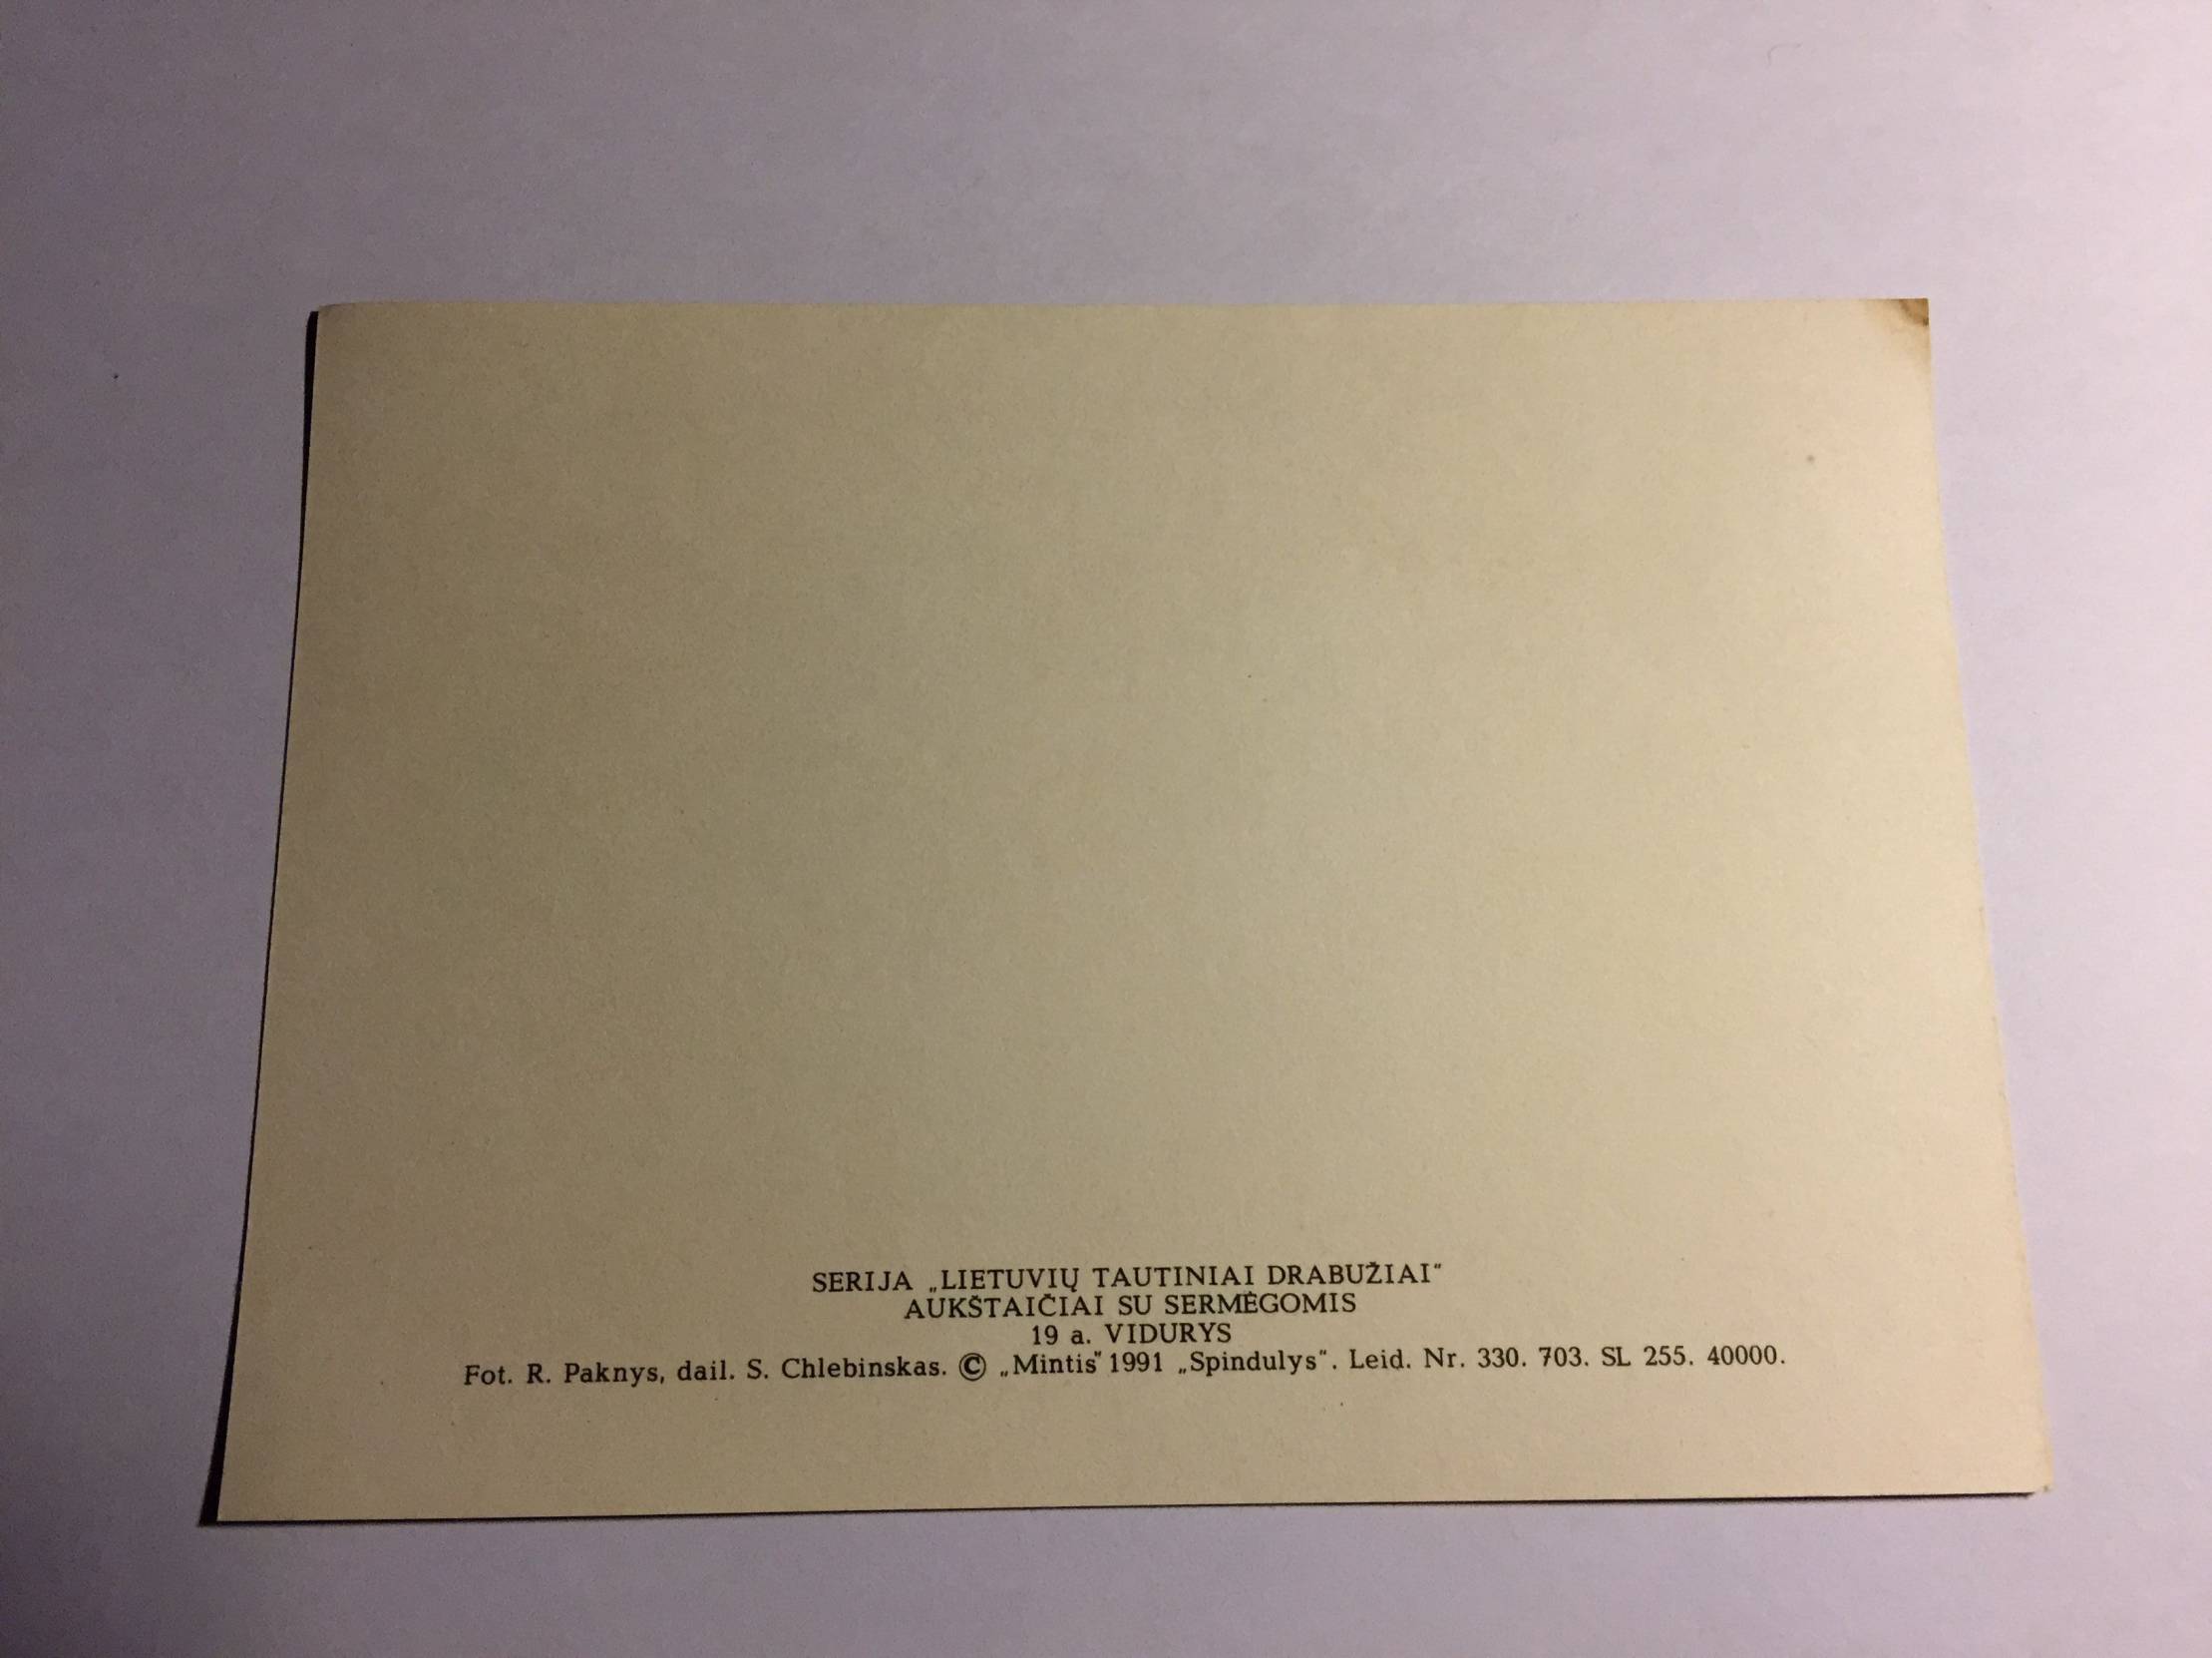 SERIJA „LIETUVIŲ TAUTINIAI DRABUŽIAI“
AUKŠTAIČIAI SU SERMĖGOMIS
19 a. VIDURYS
Fot. R. Paknys, dail. S. Chlebinskas. © „Mintis“ 1991 „Spindulys“. Leid. Nr. 330. 703. SL 255. 40000.